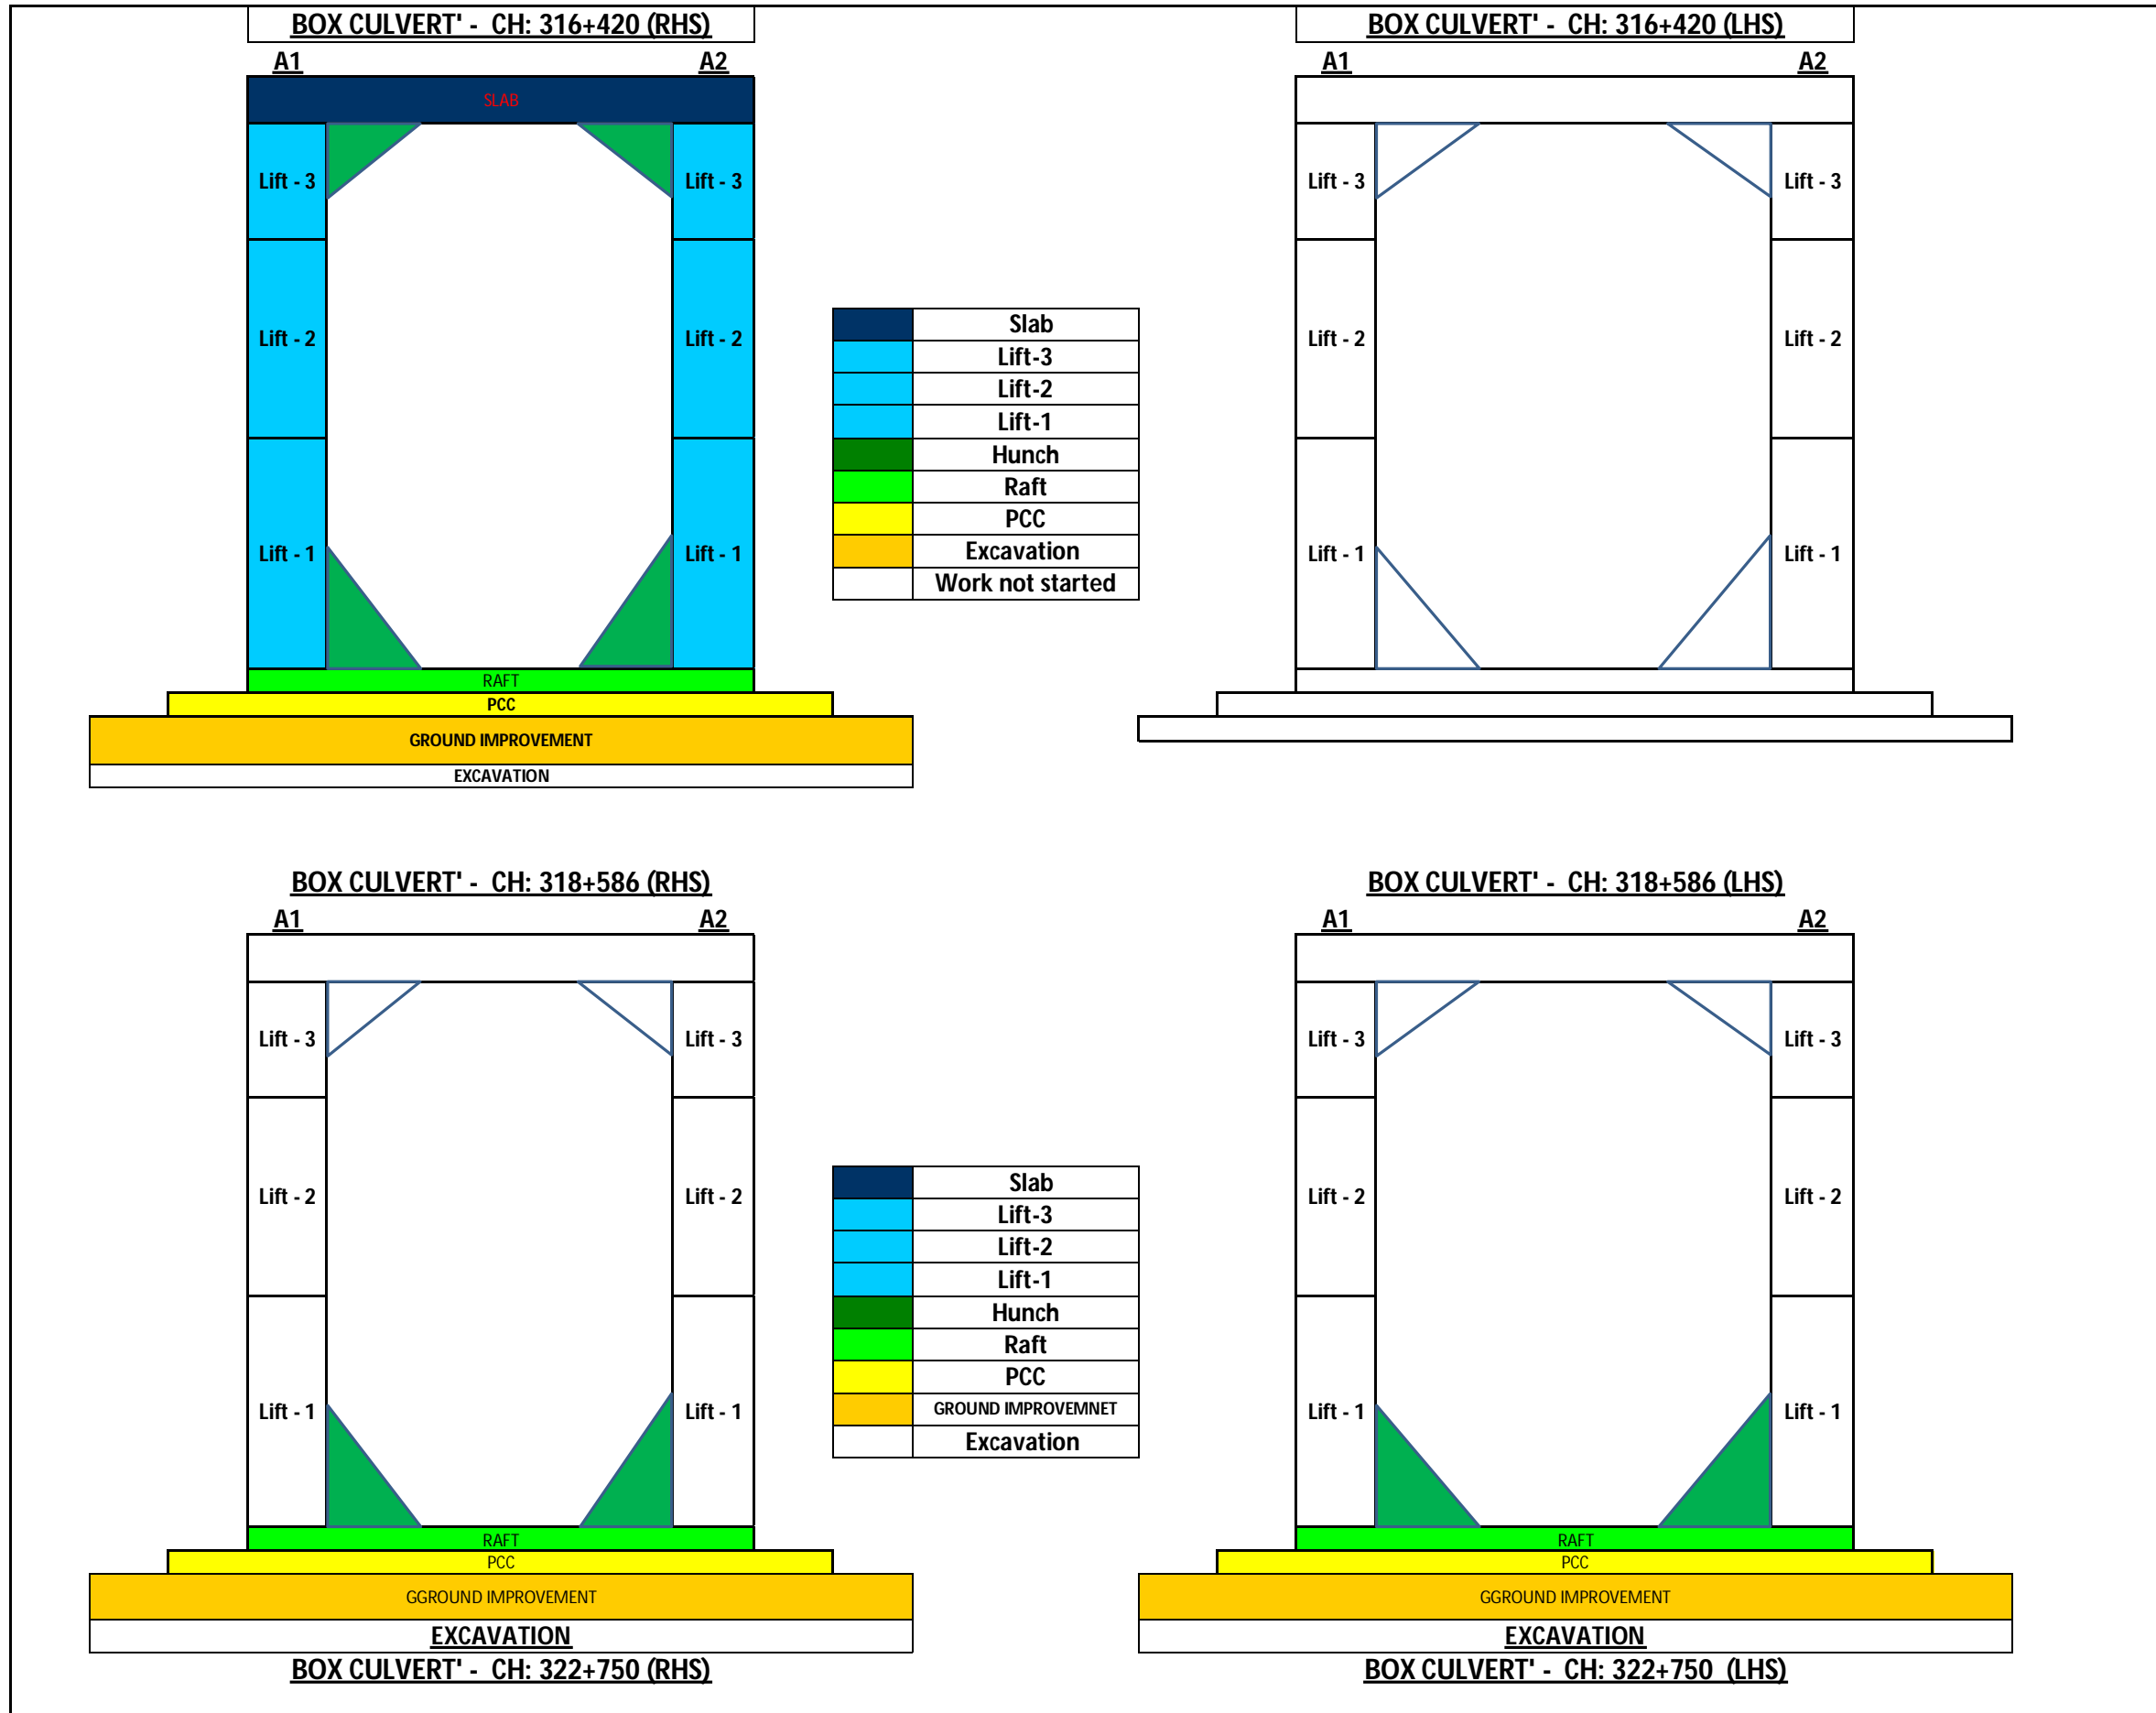 BOX CULVERT' - CH: 316+420 (RHS)
A1 A2
SLAB
Lift - 3 Lift - 3
Lift - 2 Lift - 2
Lift - 1 Lift - 1
RAFT
PCC
GROUND IMPROVEMENT
EXCAVATION
Slab
Lift-3
Lift-2
Lift-1
Hunch
Raft
PCC
Excavation
Work not started
BOX CULVERT' - CH: 316+420 (LHS)
A1 A2
Lift - 3 Lift - 3
Lift - 2 Lift - 2
Lift - 1 Lift - 1
BOX CULVERT' - CH: 318+586 (RHS)
A1 A2
Lift - 3 Lift - 3
Lift - 2 Lift - 2
Lift - 1 Lift - 1
RAFT
PCC
GGROUND IMPROVEMENT
EXCAVATION
Slab
Lift-3
Lift-2
Lift-1
Hunch
Raft
PCC
GROUND IMPROVEMNET
Excavation
BOX CULVERT' - CH: 318+586 (LHS)
A1 A2
Lift - 3 Lift - 3
Lift - 2 Lift - 2
Lift - 1 Lift - 1
RAFT
PCC
GGROUND IMPROVEMENT
EXCAVATION
BOX CULVERT' - CH: 322+750 (RHS)
BOX CULVERT' - CH: 322+750 (LHS)